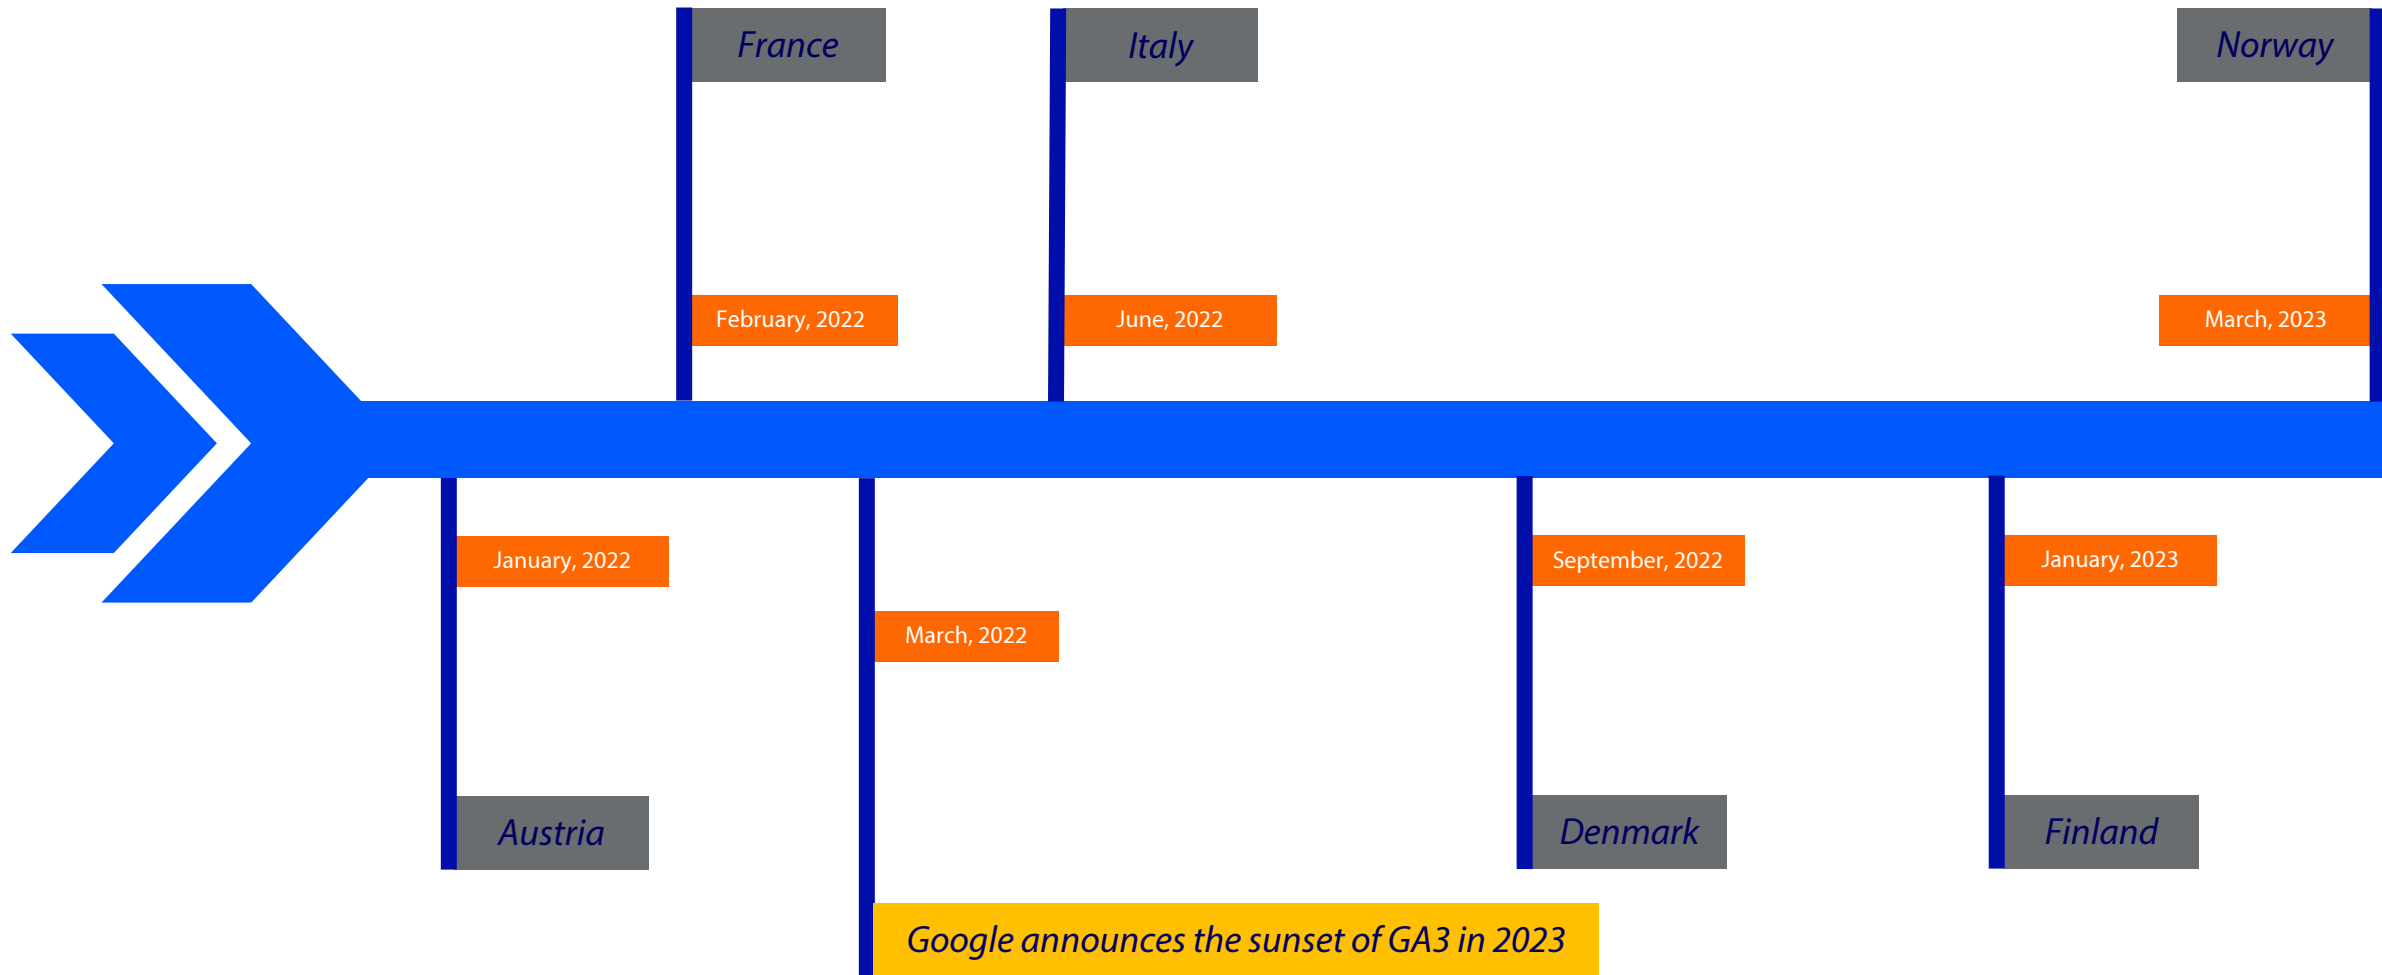 France
Italy
Norway
February, 2022
June, 2022
March, 2023
January, 2022
September, 2022
January, 2023
March, 2022
Austria
Denmark
Finland
Google announces the sunset of GA3 in 2023